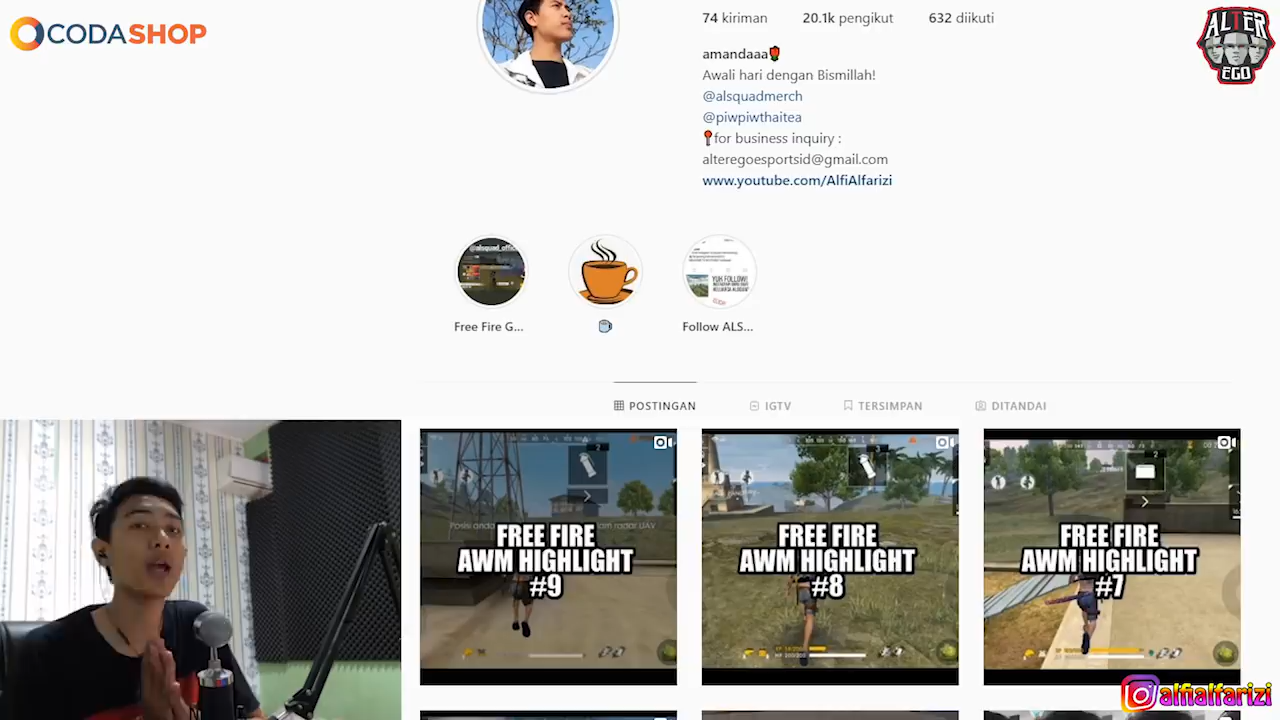 CODASHOP
ALTER
EGO
74 kiriman 20.1k pengikut 632 diikuti
amandaaa🌹
Awali hari dengan Bismillah!
@alsquadmerch
@piwpiwthaitea
📍for business inquiry :
alteregoesportsid@gmail.com
www.youtube.com/AlfiAlfarizi
YUK FOLLOW!
Free Fire G...
Follow ALS...
POSTINGAN IGTV TERSIMPAN DITANDAI
FREE FIRE
AWM HIGHLIGHT
#9
FREE FIRE
AWM HIGHLIGHT
#8
FREE FIRE
AWM HIGHLIGHT
#7
alfialfarizi